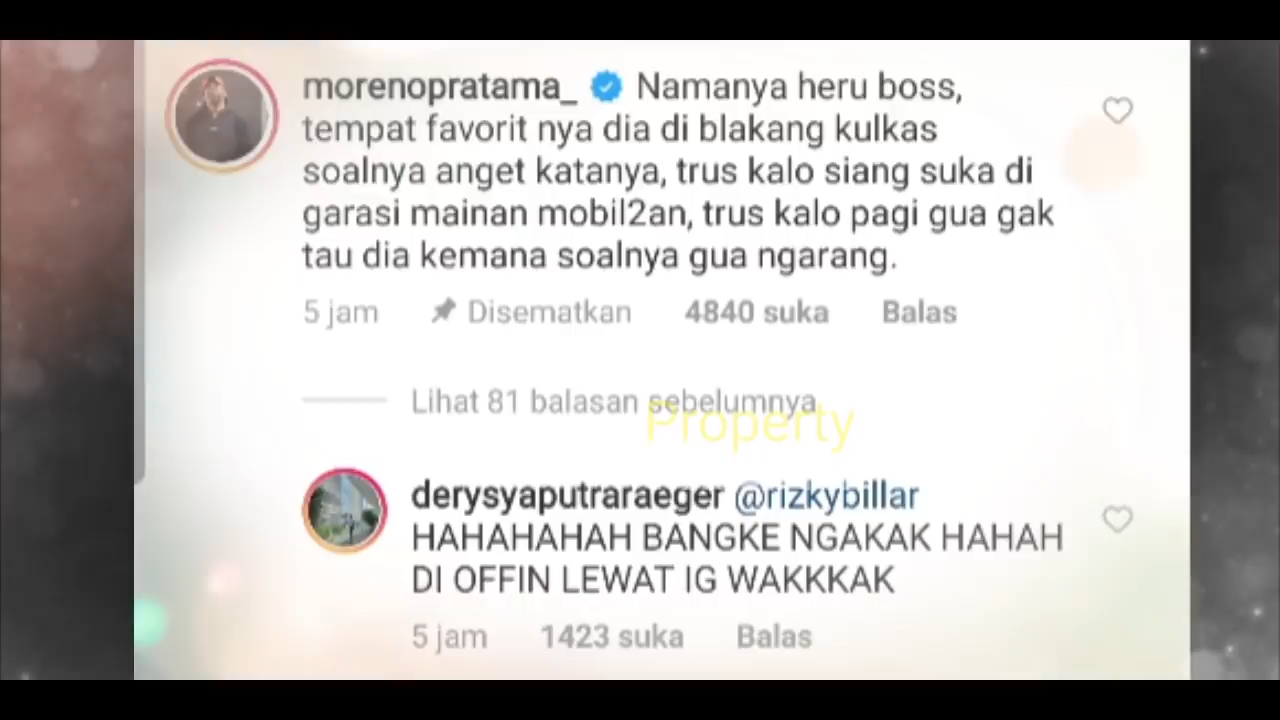 morenopratama_ Namanya heru boss,
tempat favorit nya dia di blakang kulkas
soalnya anget katanya, trus kalo siang suka di
garasi mainan mobil2an, trus kalo pagi gua gak
tau dia kemana soalnya gua ngarang.
5 jam Disematkan 4840 suka Balas
Lihat 81 balasan sebelumnya
Property
derysyaputraraeger @rizkybillar
HAHAHAHAH BANGKE NGAKAK HAHAH
DI OFFIN LEWAT IG WAKKKAK
5 jam 1423 suka Balas